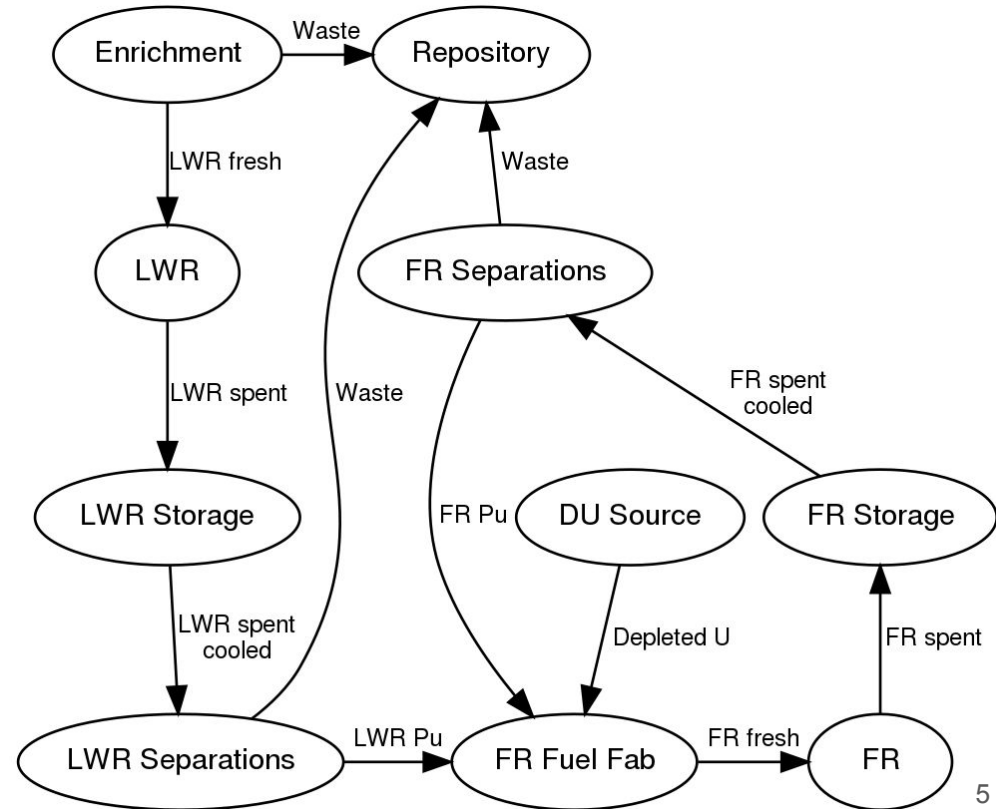 Waste
Enrichment
Repository
LWR fresh
Waste
LWR
FR Separations
FR spent
cooled
LWR spent
Waste
LWR Storage
FR Pu
DU Source
FR Storage
LWR spent
cooled
Depleted U
FR spent
LWR Pu
FR fresh
LWR Separations
FR Fuel Fab
FR
5